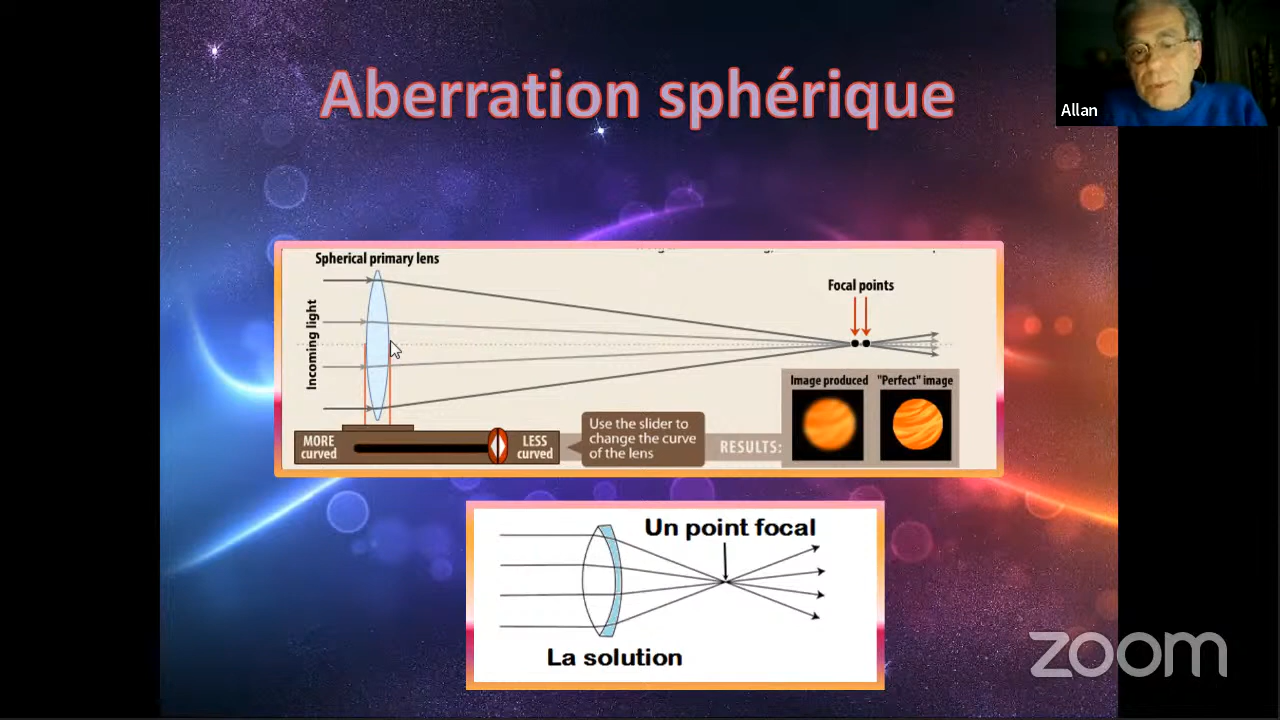 Aberration sphérique
Allan
Spherical primary lens
Incoming light
Focal points
Image produced
"Perfect" image
MORE
curved
LESS
curved
Use the slider to
change the curve
of the lens
RESULTS:
Un point focal
La solution
zoom